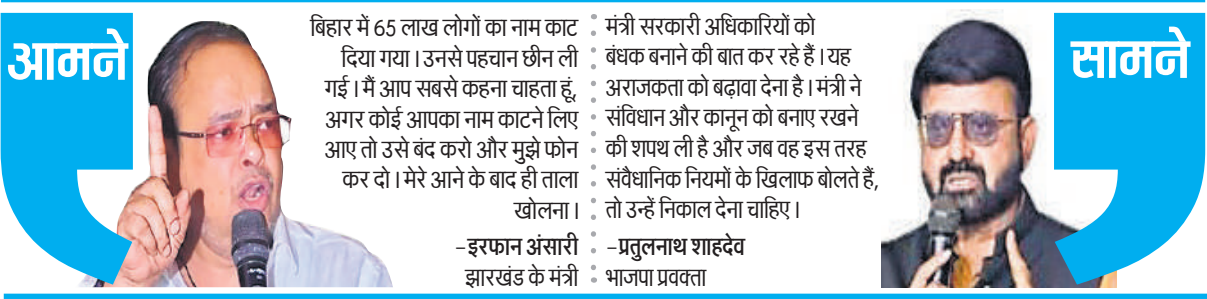 आमने
बिहार में 65 लाख लोगों का नाम काट
दिया गया। उनसे पहचान छीन ली
गई। मैं आप सबसे कहना चाहता हूं,
अगर कोई आपका नाम काटने लिए
आए तो उसे बंद करो और मुझे फोन
कर दो। मेरे आने के बाद ही ताला
खोलना।
-इरफान अंसारी
झारखंड के मंत्री
मंत्री सरकारी अधिकारियों को
बंधक बनाने की बात कर रहे हैं। यह
अराजकता को बढ़ावा देना है। मंत्री ने
संविधान और कानून को बनाए रखने
की शपथ ली है और जब वह इस तरह
संवैधानिक नियमों के खिलाफ बोलते हैं,
तो उन्हें निकाल देना चाहिए।
-प्रतुलनाथ शाहदेव
भाजपा प्रवक्ता
सामने